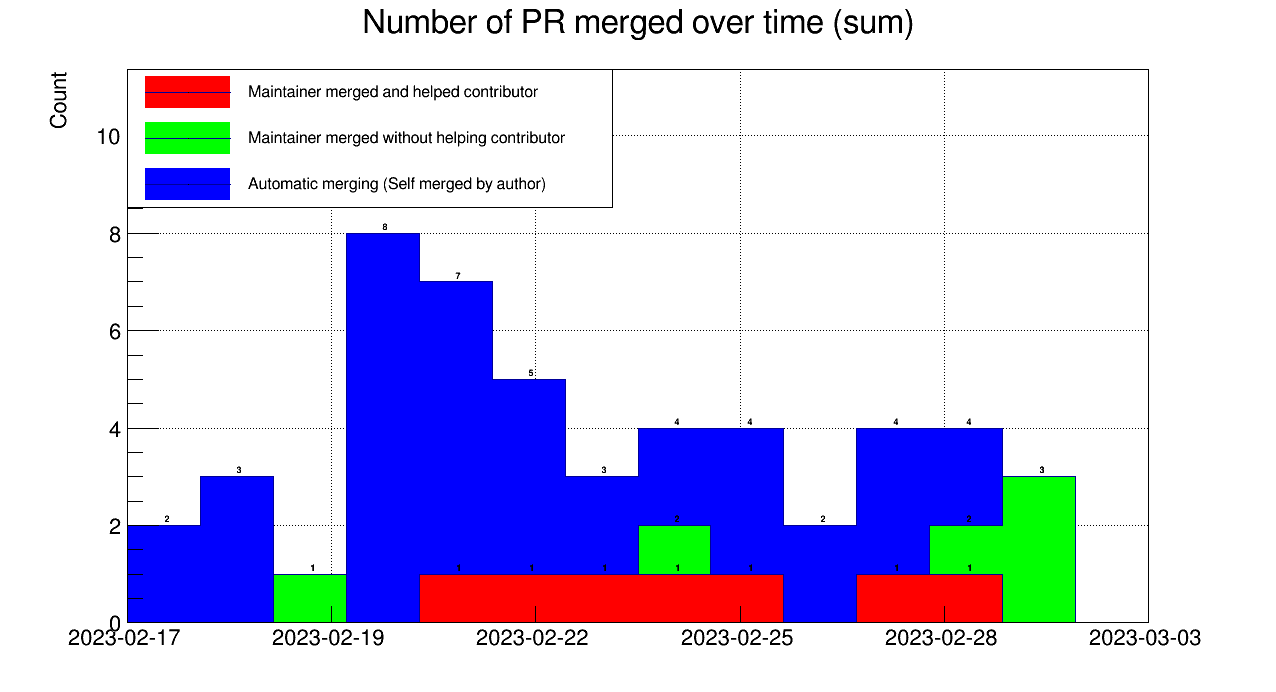 Number of PR merged over time (sum)
Count
Maintainer merged and helped contributor
Maintainer merged without helping contributor
Automatic merging (Self merged by author)
10
8
6
4
2
0
8
7
5
4 4 4 4
3 3 3
2 2 2 2
1 1 1 1 1 1 1 1
2023-02-17 2023-02-19 2023-02-22 2023-02-25 2023-02-28 2023-03-03